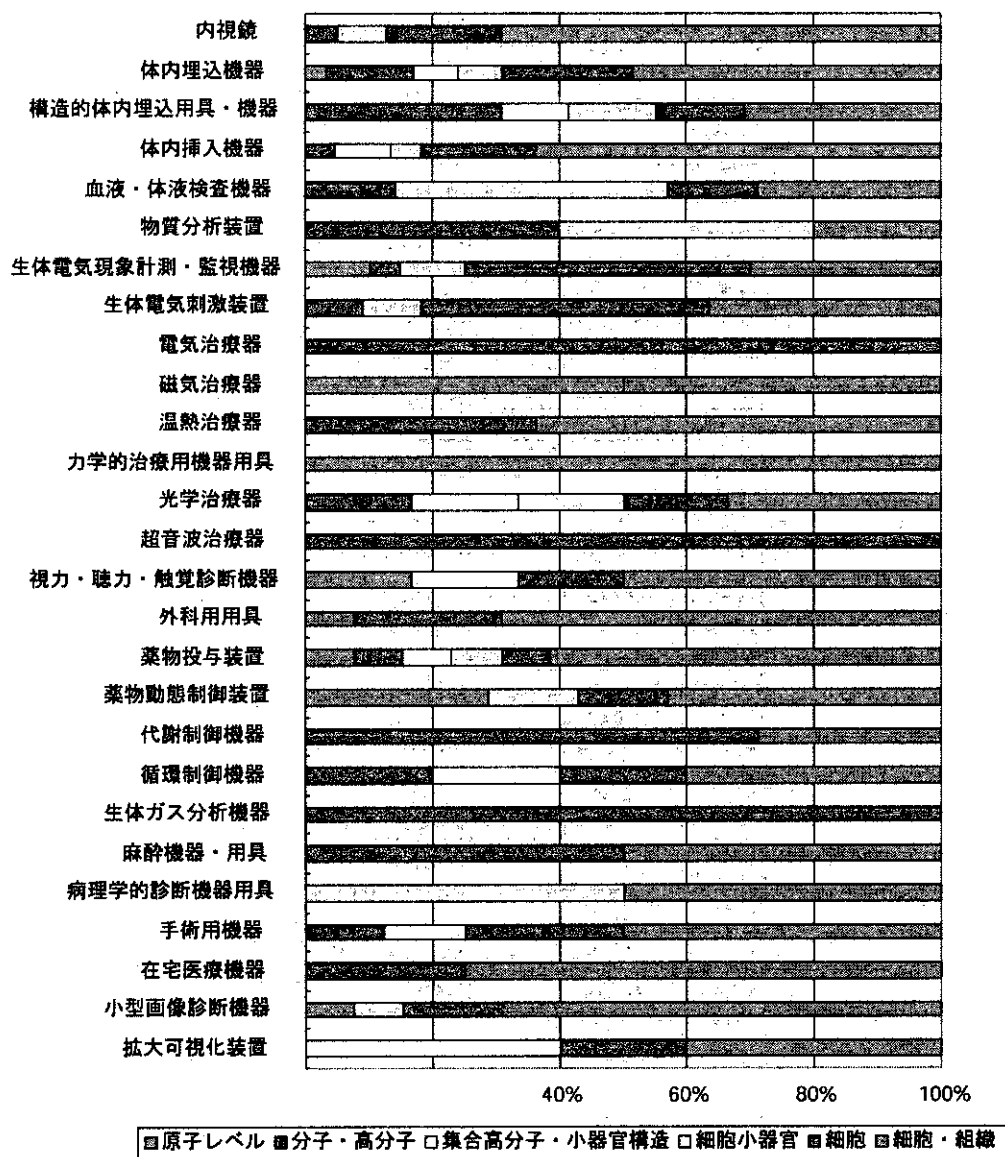 内視鏡
体内埋込機器
構造的体内埋込用具・機器
体内挿入機器
血液・体液検査機器
物質分析装置
生体電気現象計測・監視機器
生体電気刺激装置
電気治療器
磁気治療器
温熱治療器
力学的治療用機器用具
光学治療器
超音波治療器
視力・聴力・触覚診断機器
外科用用具
薬物投与装置
薬物動態制御装置
代謝制御機器
循環制御機器
生体ガス分析機器
麻酔機器・用具
病理学的診断機器用具
手術用機器
在宅医療機器
小型画像診断機器
拡大可視化装置
40% 60% 80% 100%
原子レベル 分子・高分子 集合高分子・小器官構造 細胞小器官 細胞 細胞・組織